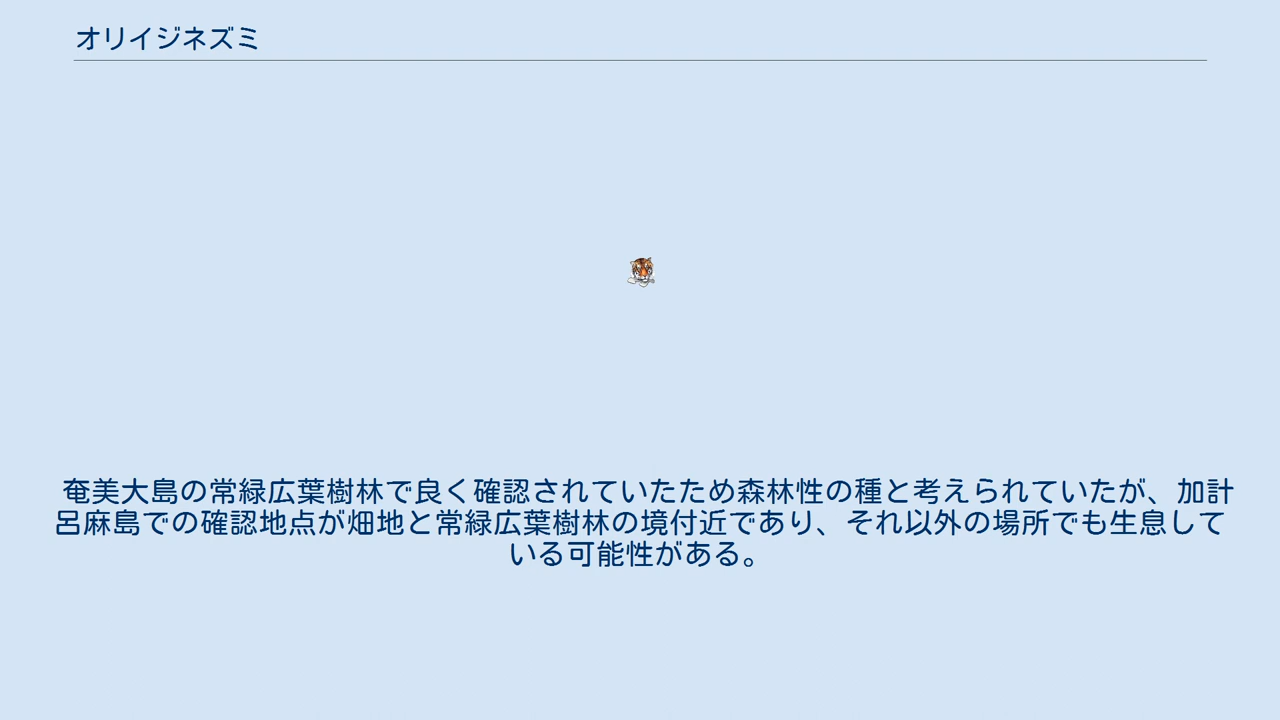 オリイジネズミ
奄美大島の常緑広葉樹林で良く確認されていたため森林性の種と考えられていたが、加計
呂麻島での確認地点が畑地と常緑広葉樹林の境付近であり、それ以外の場所でも生息して
いる可能性がある。